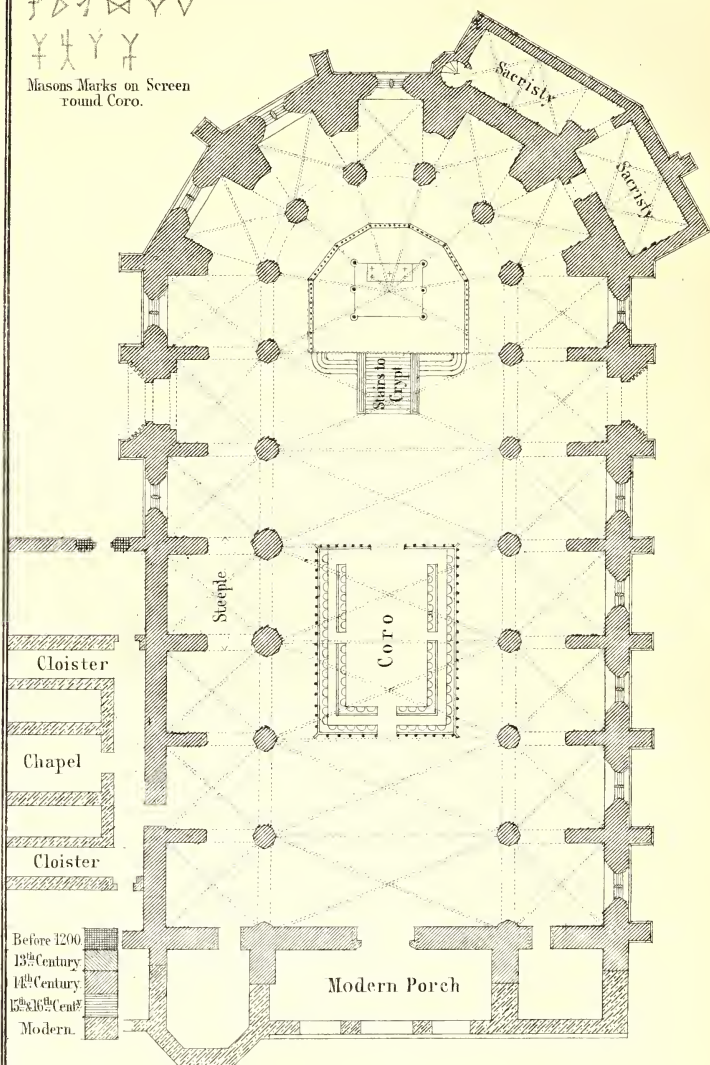 Masons Marks on Screen
round Coro.
Sacristy
Sacristy
Stairs to
Crypt
Steeple
Coro
Cloister
Chapel
Cloister
Before 1200.
13th Century.
14th Century.
15th & 16th Centy
Modern.
Modern Porch